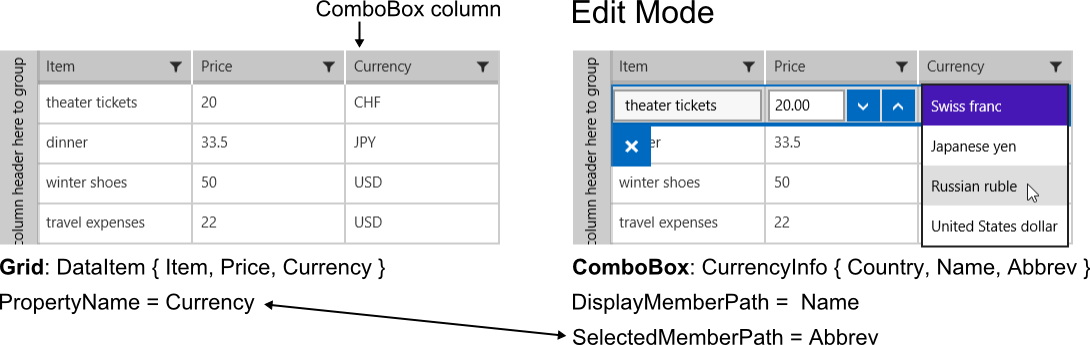 ComboBox column
Edit Mode
column header here to group
Item Price Currency
theater tickets 20 CHF
dinner 33.5 JPY
winter shoes 50 USD
travel expenses 22 USD
column header here to group
Item Price Currency
theater tickets 20.00 Swiss franc
er 33.5 Japanese yen
winter shoes 50 Russian ruble
travel expenses 22 United States dollar
Grid: DataItem { Item, Price, Currency }
PropertyName = Currency
ComboBox: CurrencyInfo { Country, Name, Abbrev }
DisplayMemberPath = Name
SelectedMemberPath = Abbrev